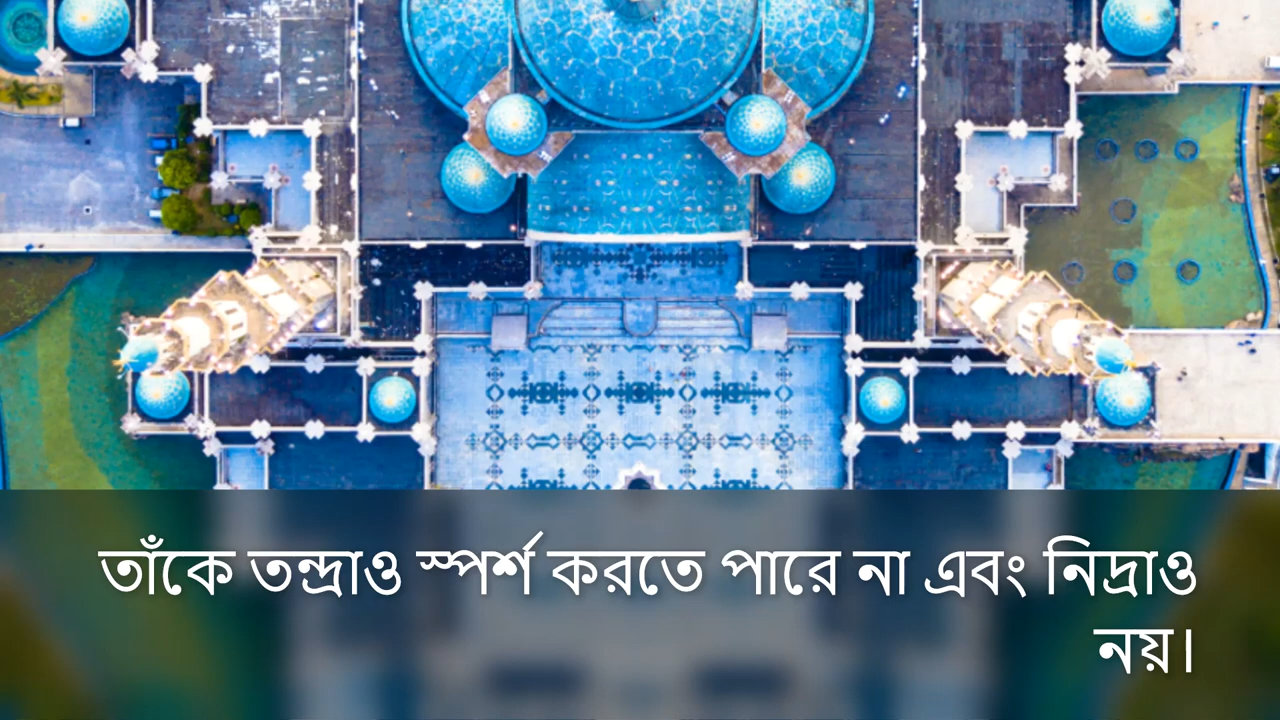 তাঁকে তন্দ্রাও স্পর্শ করতে পারে না এবং নিদ্রাও
নয়।